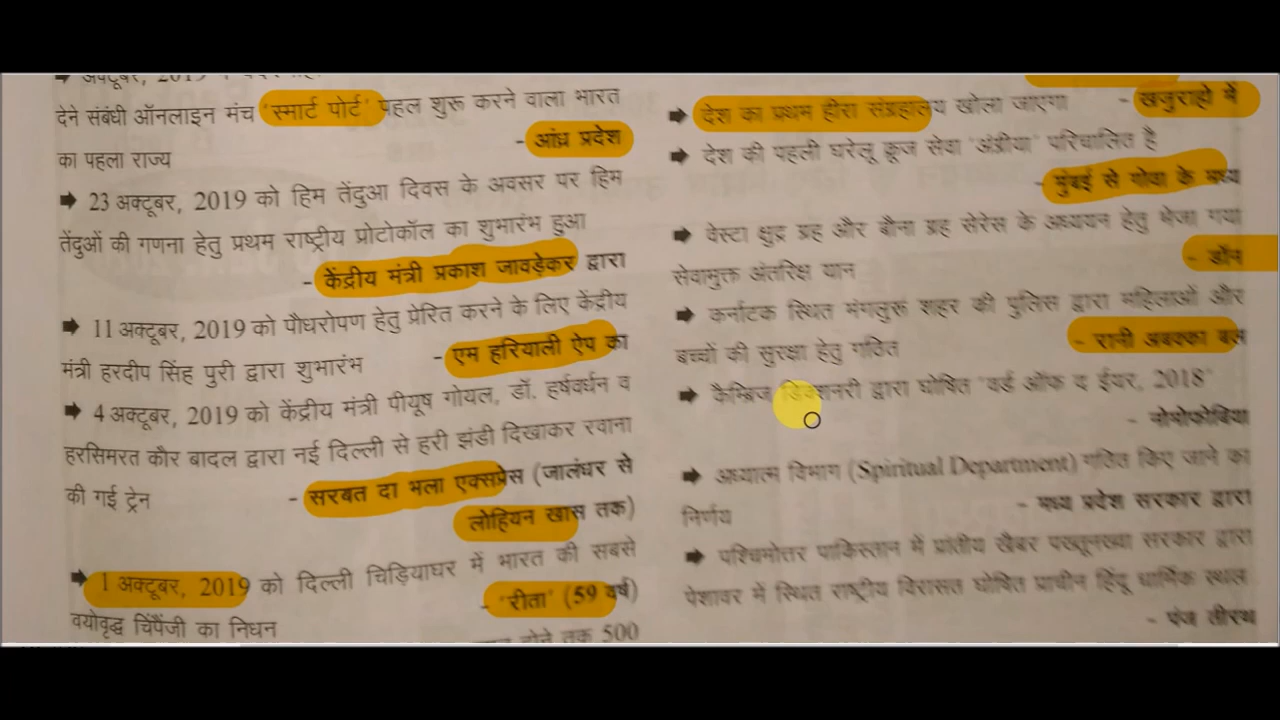 अक्टूबर, 2019
देने संबंधी ऑनलाइन मंच 'स्मार्ट पोर्ट' पहल शुरू करने वाला भारत
का पहला राज्य
- आंध्र प्रदेश
➡ 23 अक्टूबर, 2019 को हिम तेंदुआ दिवस के अवसर पर हिम
तेंदुओं की गणना हेतु प्रथम राष्ट्रीय प्रोटोकॉल का शुभारंभ हुआ
- केंद्रीय मंत्री प्रकाश जावड़ेकर द्वारा
➡ 11 अक्टूबर, 2019 को पौधरोपण हेतु प्रेरित करने के लिए केंद्रीय
मंत्री हरदीप सिंह पुरी द्वारा शुभारंभ - एम हरियाली ऐप का
➡ 4 अक्टूबर, 2019 को केंद्रीय मंत्री पीयूष गोयल, डॉ. हर्षवर्धन व
हरसिमरत कौर बादल द्वारा नई दिल्ली से हरी झंडी दिखाकर रवाना
की गई ट्रेन - सरबत दा भला एक्सप्रेस (जालंधर से
लोहियन खास तक)
➡ 1 अक्टूबर, 2019 को दिल्ली चिड़ियाघर में भारत की सबसे
वयोवृद्ध चिंपैंजी का निधन - 'रीता' (59 वर्ष)
होने तक 500
➡ देश का प्रथम हीरा संग्रहालय खोला जाएगा - खजुराहो में
➡ देश की पहली घरेलू क्रूज सेवा 'अंग्रीया' परिचालित है
- मुंबई से गोवा के मध्य
➡ वेस्टा क्षुद्र ग्रह और बौना ग्रह सेरेस के अध्ययन हेतु भेजा गया
सेवामुक्त अंतरिक्ष यान - डॉन
➡ कर्नाटक स्थित मंगलुरू शहर की पुलिस द्वारा महिलाओं और
बच्चों की सुरक्षा हेतु गठित - रानी अबक्का बल
➡ कैम्ब्रिज डिक्शनरी द्वारा घोषित 'वर्ड ऑफ द ईयर, 2018'
- नोमोफोबिया
➡ अध्यात्म विभाग (Spiritual Department) गठित किए जाने का
निर्णय - मध्य प्रदेश सरकार द्वारा
➡ पश्चिमोत्तर पाकिस्तान में प्रांतीय खैबर पख्तूनख्वा सरकार द्वारा
पेशावर में स्थित राष्ट्रीय विरासत घोषित प्राचीन हिंदू धार्मिक स्थल
- पंज तीरथ